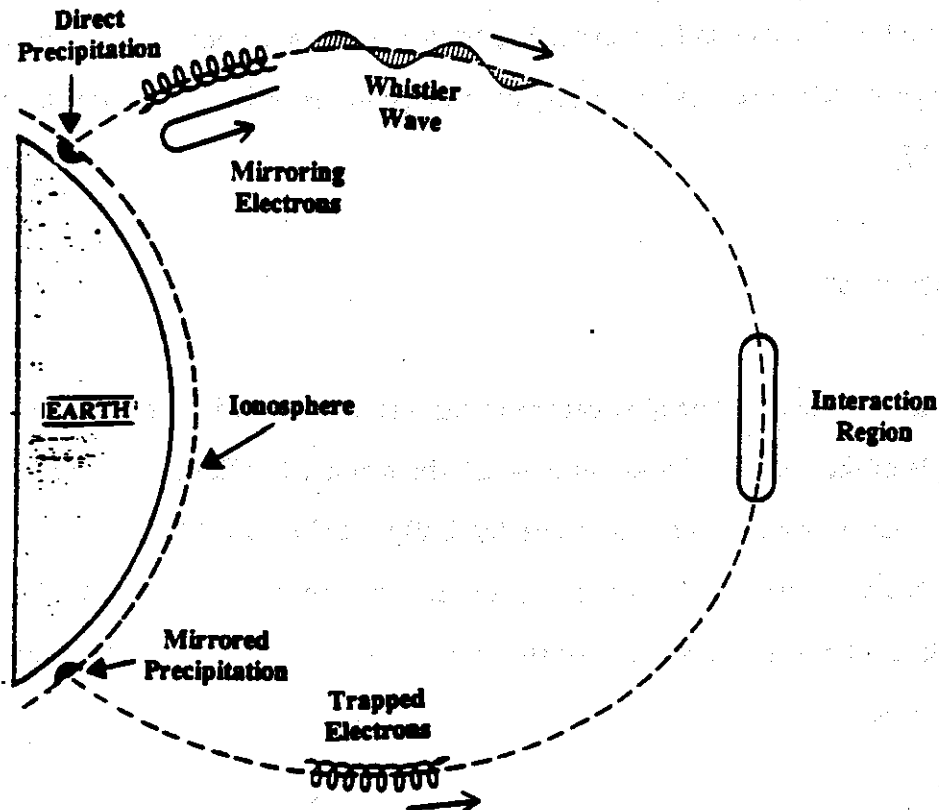 Direct
Precipitation
Whistler
Wave
Mirroring
Electrons
EARTH
Ionosphere
Interaction
Region
Mirrored
Precipitation
Trapped
Electrons